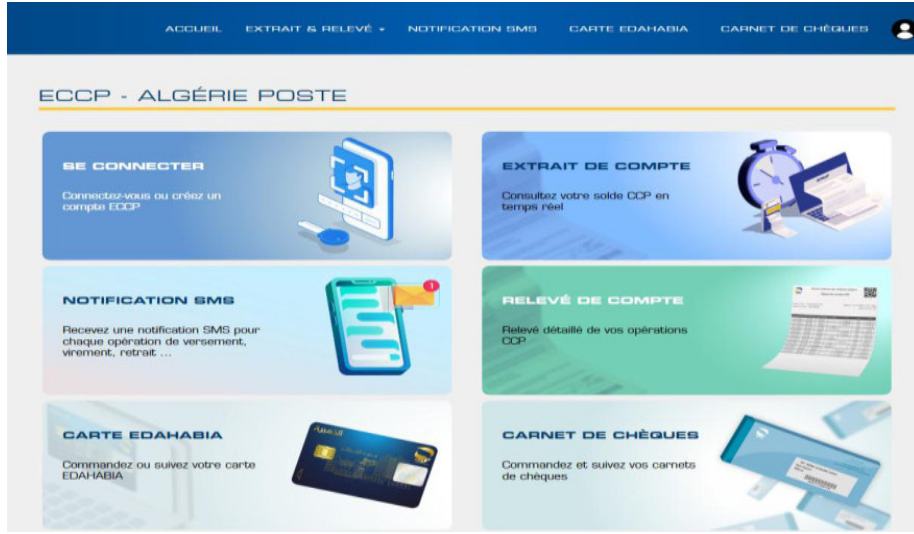 ACCUEIL EXTRAIT & RELEVÉ NOTIFICATION SMS CARTE EDAHABIA CARNET DE CHÈQUES
ECCP - ALGÉRIE POSTE
SE CONNECTER
Connectez-vous ou créez un
compte ECCP
EXTRAIT DE COMPTE
Consultez votre solde CCP en
temps réel
NOTIFICATION SMS
Recevez une notification SMS pour
chaque opération de versement,
virement, retrait ...
1
RELEVÉ DE COMPTE
Relevé détaillé de vos opérations
CCP
CARTE EDAHABIA
Commandez ou suivez votre carte
EDAHABIA
الذهبية
CARNET DE CHÈQUES
Commandez et suivez vos carnets
de chèques